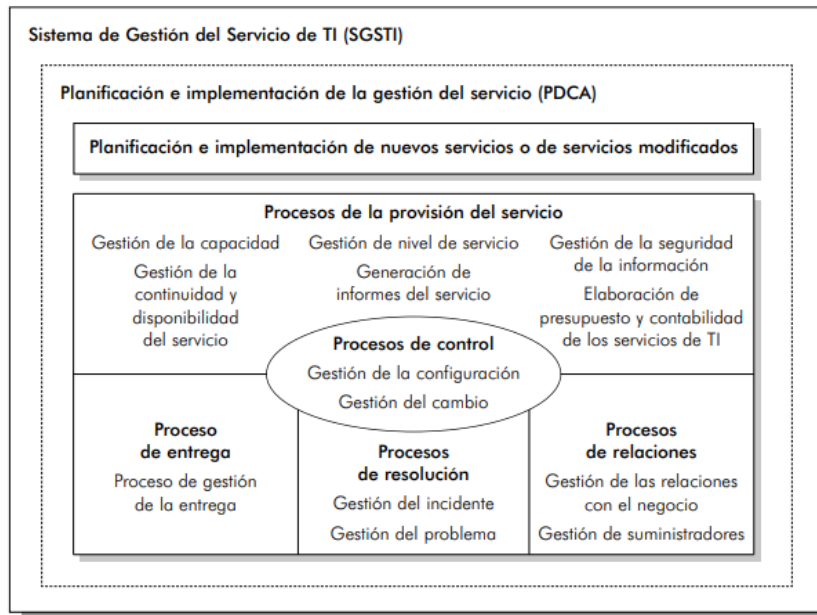 Sistema de Gestión del Servicio de TI (SGSTI)
Planificación e implementación de la gestión del servicio (PDCA)
Planificación e implementación de nuevos servicios o de servicios modificados
Procesos de la provisión del servicio
Gestión de la capacidad
Gestión de la
continuidad y
disponibilidad
del servicio
Gestión de nivel de servicio
Generación de
informes del servicio
Gestión de la seguridad
de la información
Elaboración de
presupuesto y contabilidad
de los servicios de TI
Procesos de control
Gestión de la configuración
Gestión del cambio
Proceso
de entrega
Proceso de gestión
de la entrega
Procesos
de resolución
Gestión del incidente
Gestión del problema
Procesos
de relaciones
Gestión de las relaciones
con el negocio
Gestión de suministradores